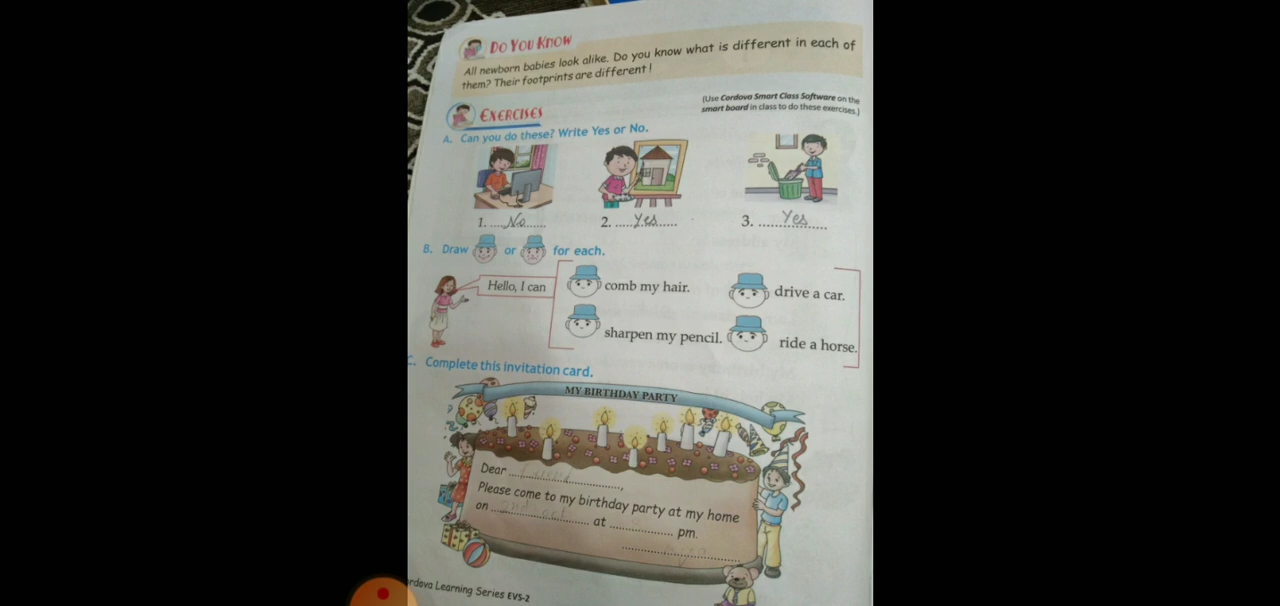 DO YOU KNOW
All newborn babies look alike. Do you know what is different in each of
them? Their footprints are different!
EXERCISES
(Use Cordova Smart Class Software on the
smart board in class to do these exercises.)
A. Can you do these? Write Yes or No.
1. ....No......
2. .....Yes.....
3. .....Yes.....
B. Draw or for each.
Hello, I can
comb my hair.
drive a car.
sharpen my pencil.
ride a horse.
C. Complete this invitation card.
MY BIRTHDAY PARTY
Dear ....................,
Please come to my birthday party at my home
on 2nd oct at ................ pm.
ordova Learning Series EVS-2